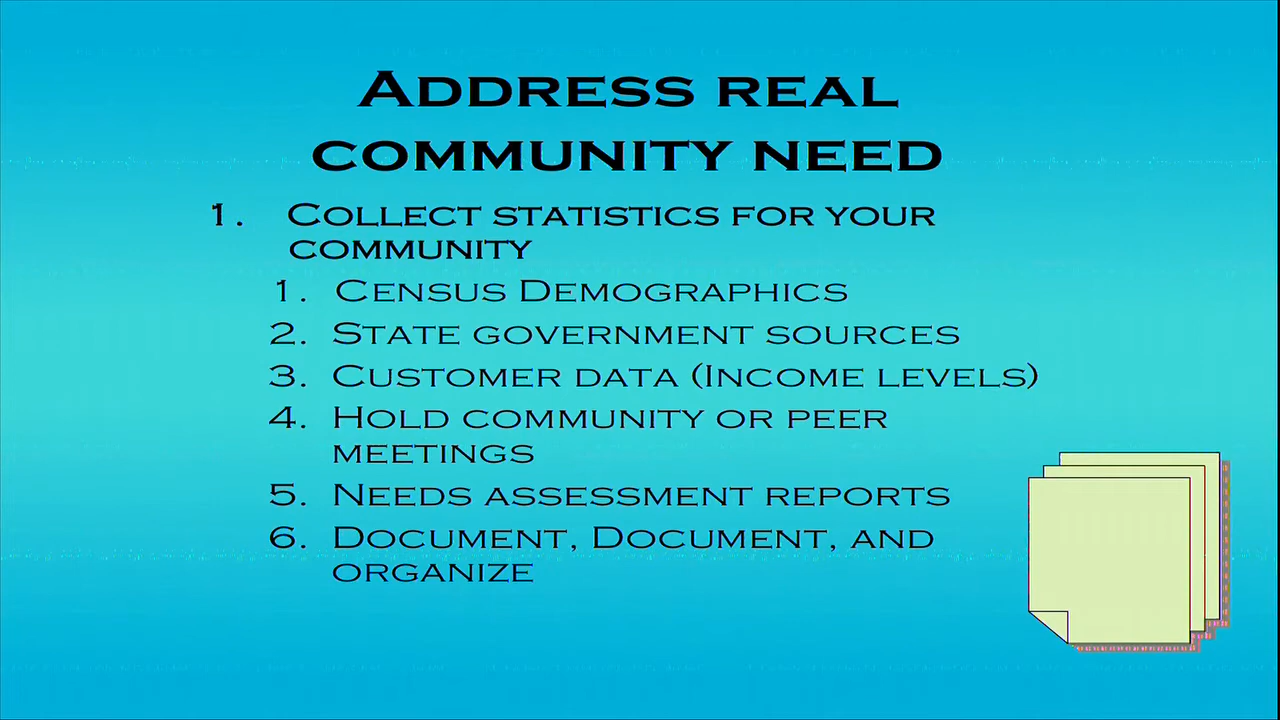 ADDRESS REAL
COMMUNITY NEED
1. COLLECT STATISTICS FOR YOUR
COMMUNITY
1. CENSUS DEMOGRAPHICS
2. STATE GOVERNMENT SOURCES
3. CUSTOMER DATA (INCOME LEVELS)
4. HOLD COMMUNITY OR PEER
MEETINGS
5. NEEDS ASSESSMENT REPORTS
6. DOCUMENT, DOCUMENT, AND
ORGANIZE